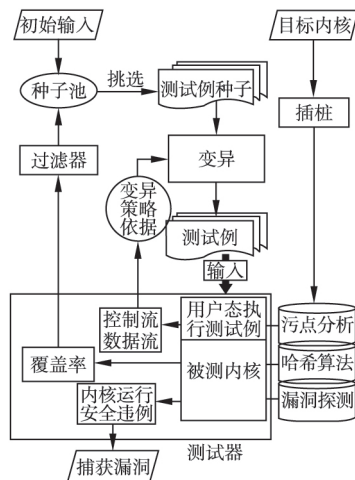 初始输入
目标内核
种子池
挑选
测试例种子
插桩
过滤器
变异
变异
策略
依据
测试例
输入
控制流
数据流
用户态执
行测试例
污点分析
覆盖率
被测内核
哈希算法
内核运行
安全违例
漏洞探测
测试器
捕获漏洞